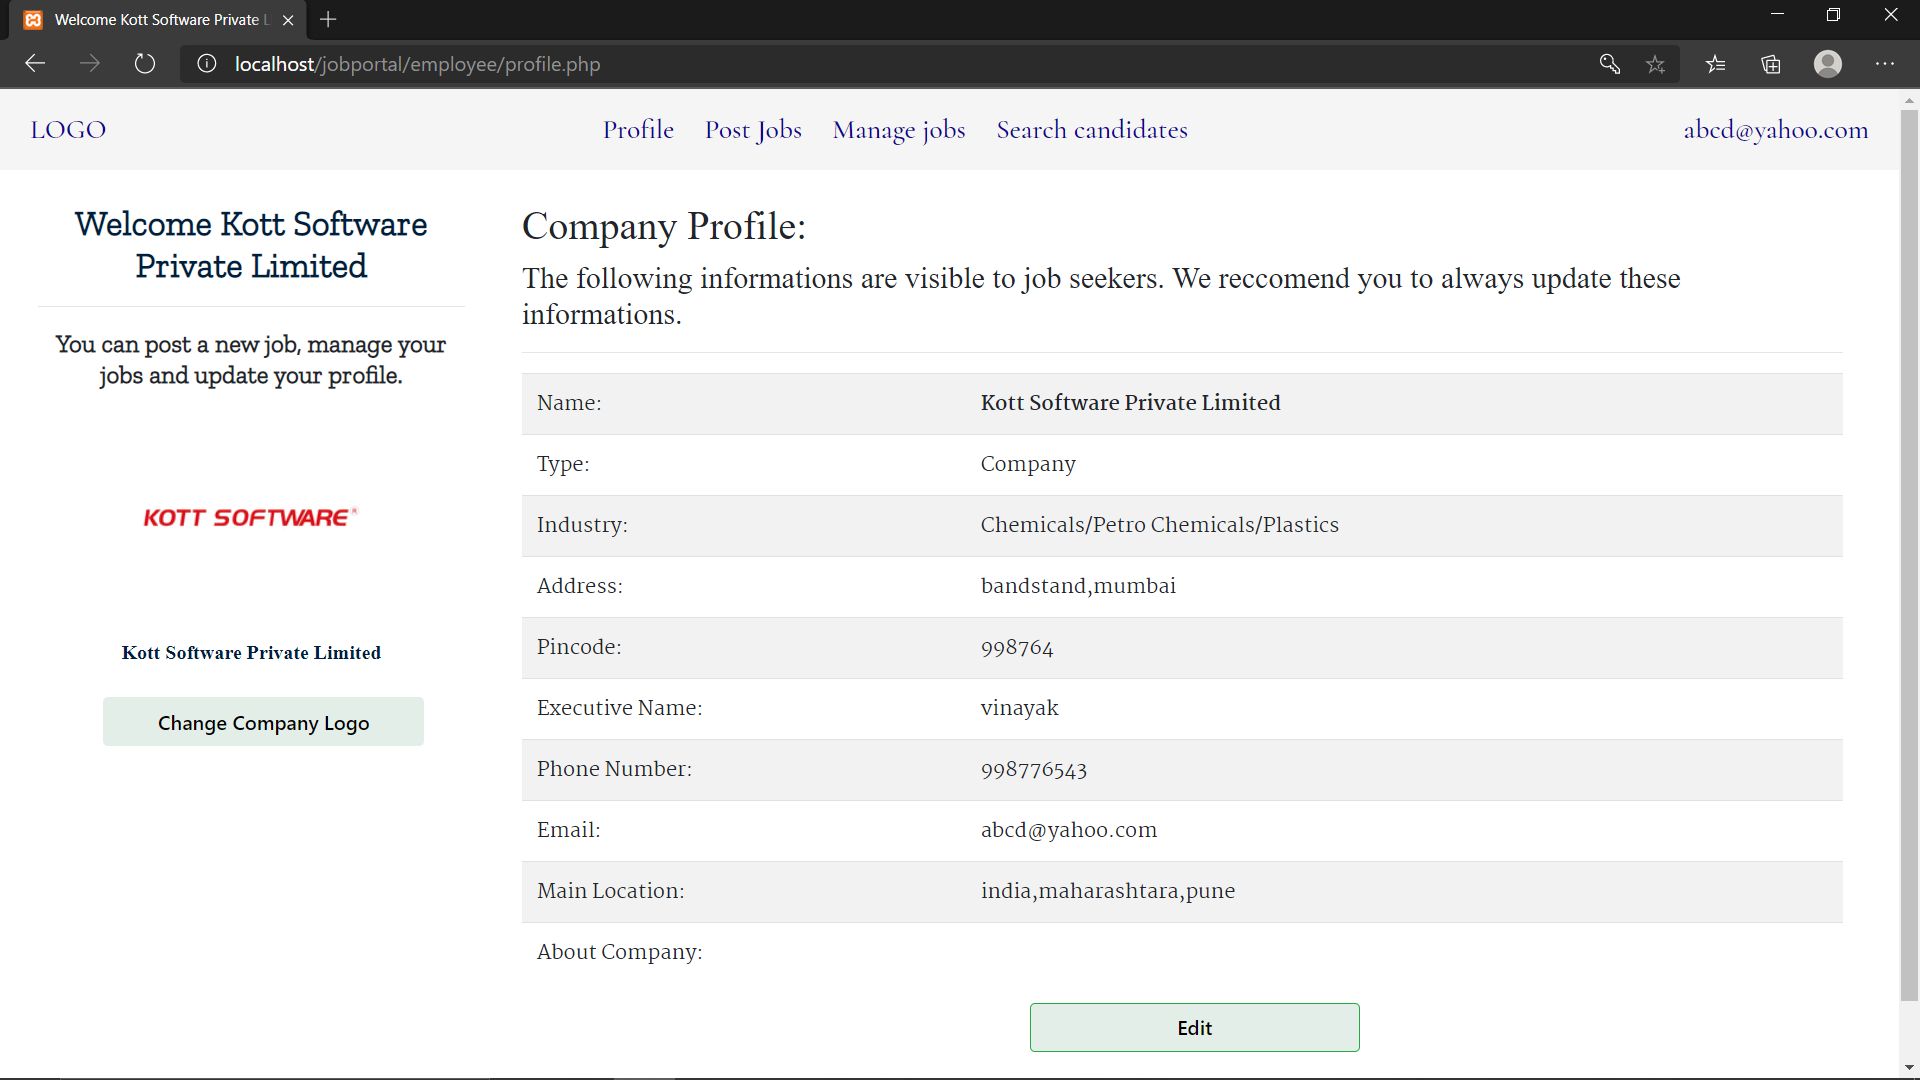 Welcome Kott Software Private L
localhost/jobportal/employee/profile.php
LOGO
Profile Post Jobs Manage jobs Search candidates
abcd@yahoo.com
Welcome Kott Software
Private Limited
You can post a new job, manage your
jobs and update your profile.
KOTT SOFTWARE®
Kott Software Private Limited
Change Company Logo
Company Profile:
The following informations are visible to job seekers. We reccomend you to always update these
informations.
Name: Kott Software Private Limited
Type: Company
Industry: Chemicals/Petro Chemicals/Plastics
Address: bandstand,mumbai
Pincode: 998764
Executive Name: vinayak
Phone Number: 998776543
Email: abcd@yahoo.com
Main Location: india,maharashtara,pune
About Company:
Edit